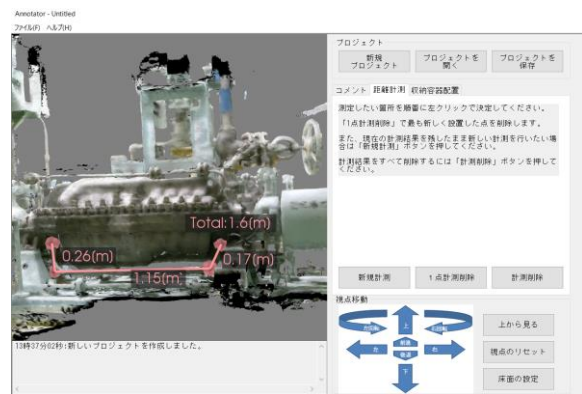 Annotator - Untitled
ファイル(F) ヘルプ(H)
Total:1.6(m)
0.26(m)
0.17(m)
1.15(m)
13時37分02秒:新しいプロジェクトを作成しました。
プロジェクト
新規
プロジェクト
プロジェクトを
開く
プロジェクトを
保存
コメント 距離計測 収納容器配置
測定したい箇所を順番に左クリックで決定してください。
「1点計測削除」で最も新しく設置した点を削除します。
また、現在の計測結果を残したまま新しい計測を行いたい場
合は「新規計測」ボタンを押してください。
計測結果をすべて削除するには「計測削除」ボタンを押して
ください。
新規計測
1点計測削除
計測削除
視点移動
左回転
上
右回転
左
前進
後退
右
下
上から見る
視点のリセット
床面の設定